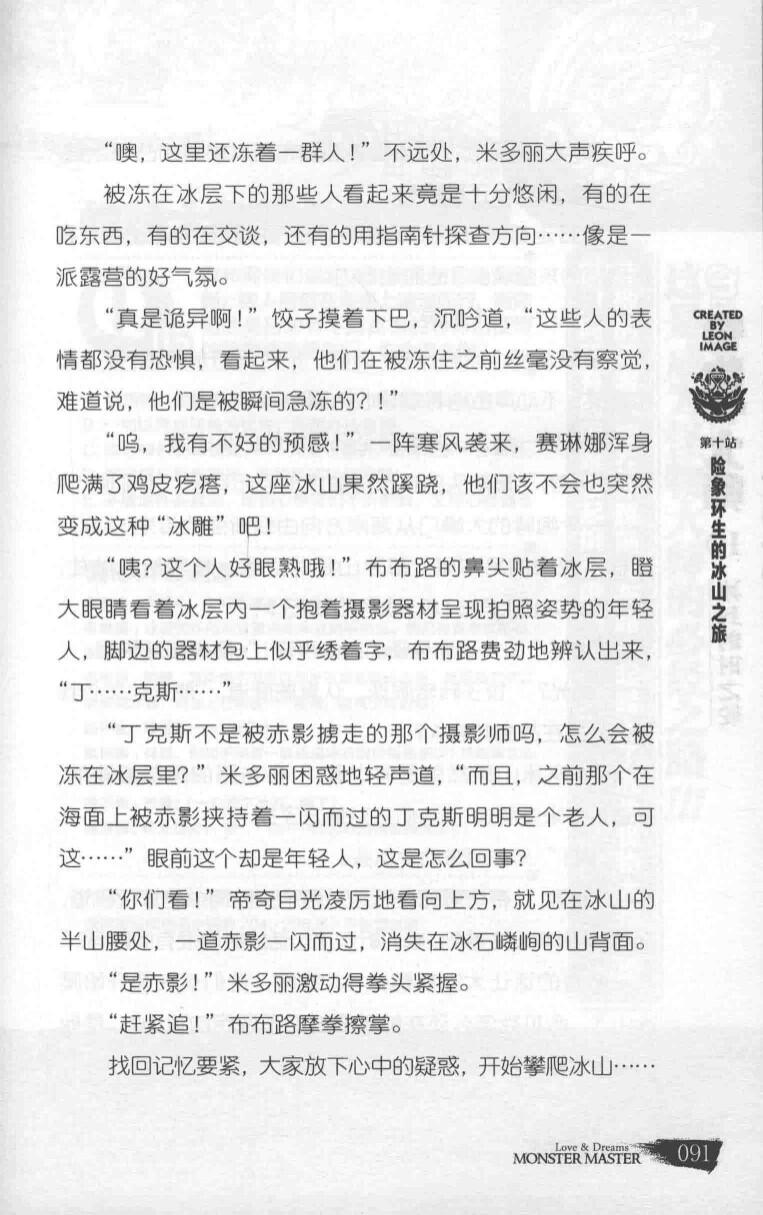 “噢，这里还冻着一群人！”不远处，米多丽大声疾呼。
被冻在冰层下的那些人看起来竟是十分悠闲，有的在
吃东西，有的在交谈，还有的用指南针探查方向……像是一
派露营的好气氛。
“真是诡异啊！”饺子摸着下巴，沉吟道，“这些人的表
情都没有恐惧，看起来，他们在被冻住之前丝毫没有察觉，
难道说，他们是被瞬间急冻的？！”
“呜，我有不好的预感！”一阵寒风袭来，赛琳娜浑身
爬满了鸡皮疙瘩，这座冰山果然蹊跷，他们该不会也突然
变成这种“冰雕”吧！
“咦？这个人好眼熟哦！”布布路的鼻尖贴着冰层，瞪
大眼睛看着冰层内一个抱着摄影器材呈现拍照姿势的年轻
人，脚边的器材包上似乎绣着字，布布路费劲地辨认出来，
“丁……克斯……”
“丁克斯不是被赤影掳走的那个摄影师吗，怎么会被
冻在冰层里？”米多丽困惑地轻声道，“而且，之前那个在
海面上被赤影挟持着一闪而过的丁克斯明明是个老人，可
这……”眼前这个却是年轻人，这是怎么回事？
“你们看！”帝奇目光凌厉地看向上方，就见在冰山的
半山腰处，一道赤影一闪而过，消失在冰石嶙峋的山背面。
“是赤影！”米多丽激动得拳头紧握。
“赶紧追！”布布路摩拳擦掌。
找回记忆要紧，大家放下心中的疑惑，开始攀爬冰山……
CREATED
BY
LEON
IMAGE
第十站
险象环生的冰山之旅
Love & Dreams
MONSTER MASTER
091